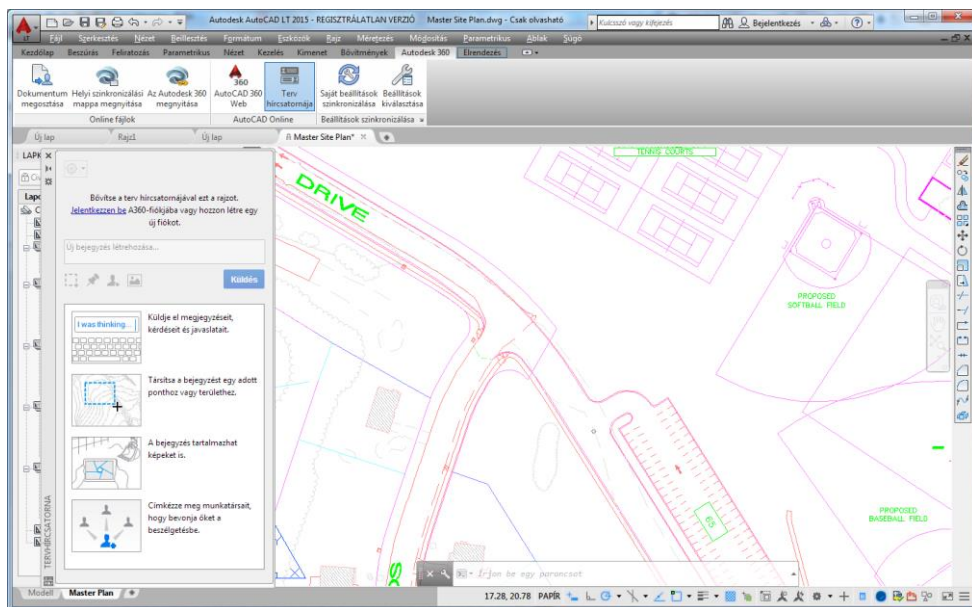 Autodesk AutoCAD LT 2015 - REGISZTRÁLATLAN VERZIÓ Master Site Plan.dwg - Csak olvasható
Kulcsszó vagy kifejezés
Bejelentkezés
LT
Fájl Szerkesztés Nézet Beillesztés Formátum Eszközök Rajz Méretezés Módosítás Parametrikus Ablak Súgó
Kezdőlap Beszúrás Feliratozás Parametrikus Nézet Kezelés Kimenet Bővítmények Autodesk 360 Elrendezés
Dokumentum megosztása
Helyi szinkronizálási mappa megnyitása
Az Autodesk 360 megnyitása
360
AutoCAD 360 Web
Terv hírcsatornája
Saját beállítások szinkronizálása
Beállítások kiválasztása
Online fájlok
AutoCAD Online
Beállítások szinkronizálása
Új lap
Rajz1
Új lap
Master Site Plan*
LAPK
Lapo
Bővítse a terv hírcsatornájával ezt a rajzot.
Jelentkezzen be A360-fiókjába vagy hozzon létre egy
új fiókot.
Új bejegyzés létrehozása...
Küldés
I was thinking...
Küldje el megjegyzéseit,
kérdéseit és javaslatait.
Társítsa a bejegyzést egy adott
ponthoz vagy területhez.
A bejegyzés tartalmazhat
képeket is.
Címkézze meg munkatársait,
hogy bevonja őket a
beszélgetésbe.
TERVHÍRCSATORNA
TENNIS COURTS
DRIVE
PROPOSED
SOFTBALL FIELD
65
PROPOSED
BASEBALL FIELD
Írjon be egy parancsot
Modell
Master Plan
17.28, 20.78 PAPÍR